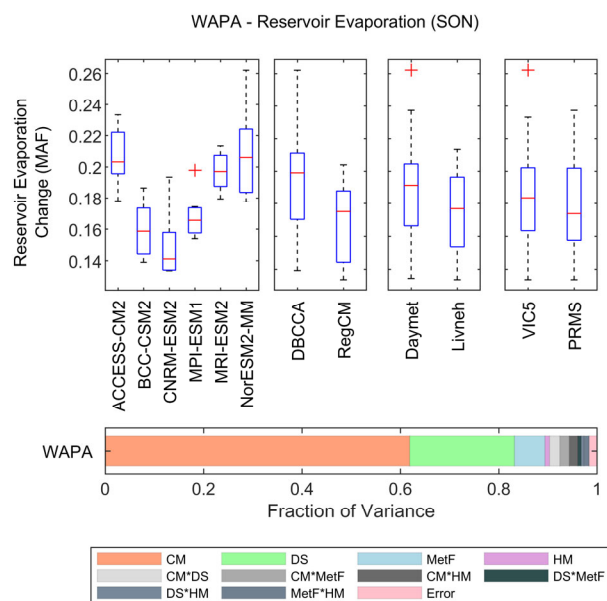 WAPA - Reservoir Evaporation (SON)
Reservoir Evaporation
Change (MAF)
0.26
0.24
0.22
0.2
0.18
0.16
0.14
ACCESS-CM2
BCC-CSM2
CNRM-ESM2
MPI-ESM1
MRI-ESM2
NorESM2-MM
DBCCA
RegCM
Daymet
Livneh
VIC5
PRMS
WAPA
0 0.2 0.4 0.6 0.8 1
Fraction of Variance
CM DS MetF HM
CM*DS CM*MetF CM*HM DS*MetF
DS*HM MetF*HM Error